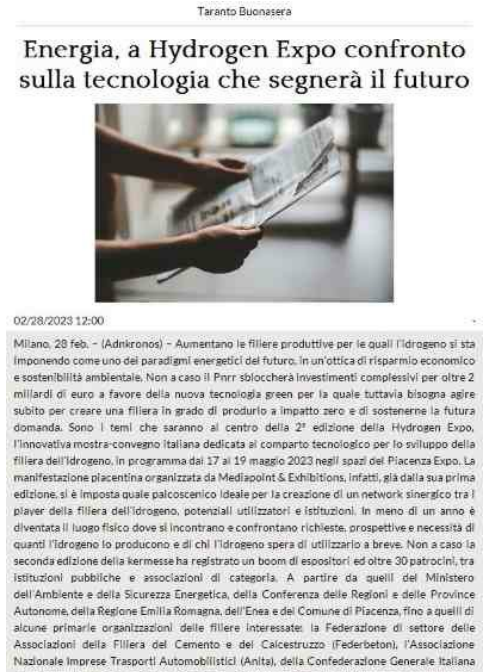 Taranto Buonasera
Energia, a Hydrogen Expo confronto
sulla tecnologia che segnerà il futuro
02/28/2023 12:00
-
Milano, 28 feb. - (Adnkronos) - Aumentano le filiere produttive per le quali l'idrogeno si sta
imponendo come uno dei paradigmi energetici del futuro, in un'ottica di risparmio economico
e sostenibilità ambientale. Non a caso il Pnrr sbloccherà investimenti complessivi per oltre 2
miliardi di euro a favore della nuova tecnologia green per la quale tuttavia bisogna agire
subito per creare una filiera in grado di produrlo a impatto zero e di sostenerne la futura
domanda. Sono i temi che saranno al centro della 2ª edizione della Hydrogen Expo,
l'innovativa mostra-convegno italiana dedicata al comparto tecnologico per lo sviluppo della
filiera dell'idrogeno, in programma dal 17 al 19 maggio 2023 negli spazi del Piacenza Expo. La
manifestazione piacentina organizzata da Mediapoint & Exhibitions, infatti, già dalla sua prima
edizione, si è imposta quale palcoscenico ideale per la creazione di un network sinergico tra i
player della filiera dell'idrogeno, potenziali utilizzatori e istituzioni. In meno di un anno è
diventata il luogo fisico dove si incontrano e confrontano richieste, prospettive e necessità di
quanti l'idrogeno lo producono e di chi l'idrogeno spera di utilizzarlo a breve. Non a caso la
seconda edizione della kermesse ha registrato un boom di espositori ed oltre 30 patrocini, tra
istituzioni pubbliche e associazioni di categoria. A partire da quelli del Ministero
dell'Ambiente e della Sicurezza Energetica, della Conferenza delle Regioni e delle Province
Autonome, della Regione Emilia Romagna, dell'Enea e del Comune di Piacenza, fino a quelli di
alcune primarie organizzazioni delle filiere interessate: la Federazione di settore delle
Associazioni della Filiera del Cemento e del Calcestruzzo (Federbeton), l'Associazione
Nazionale Imprese Trasporti Automobilistici (Anita), della Confederazione Generale Italiana